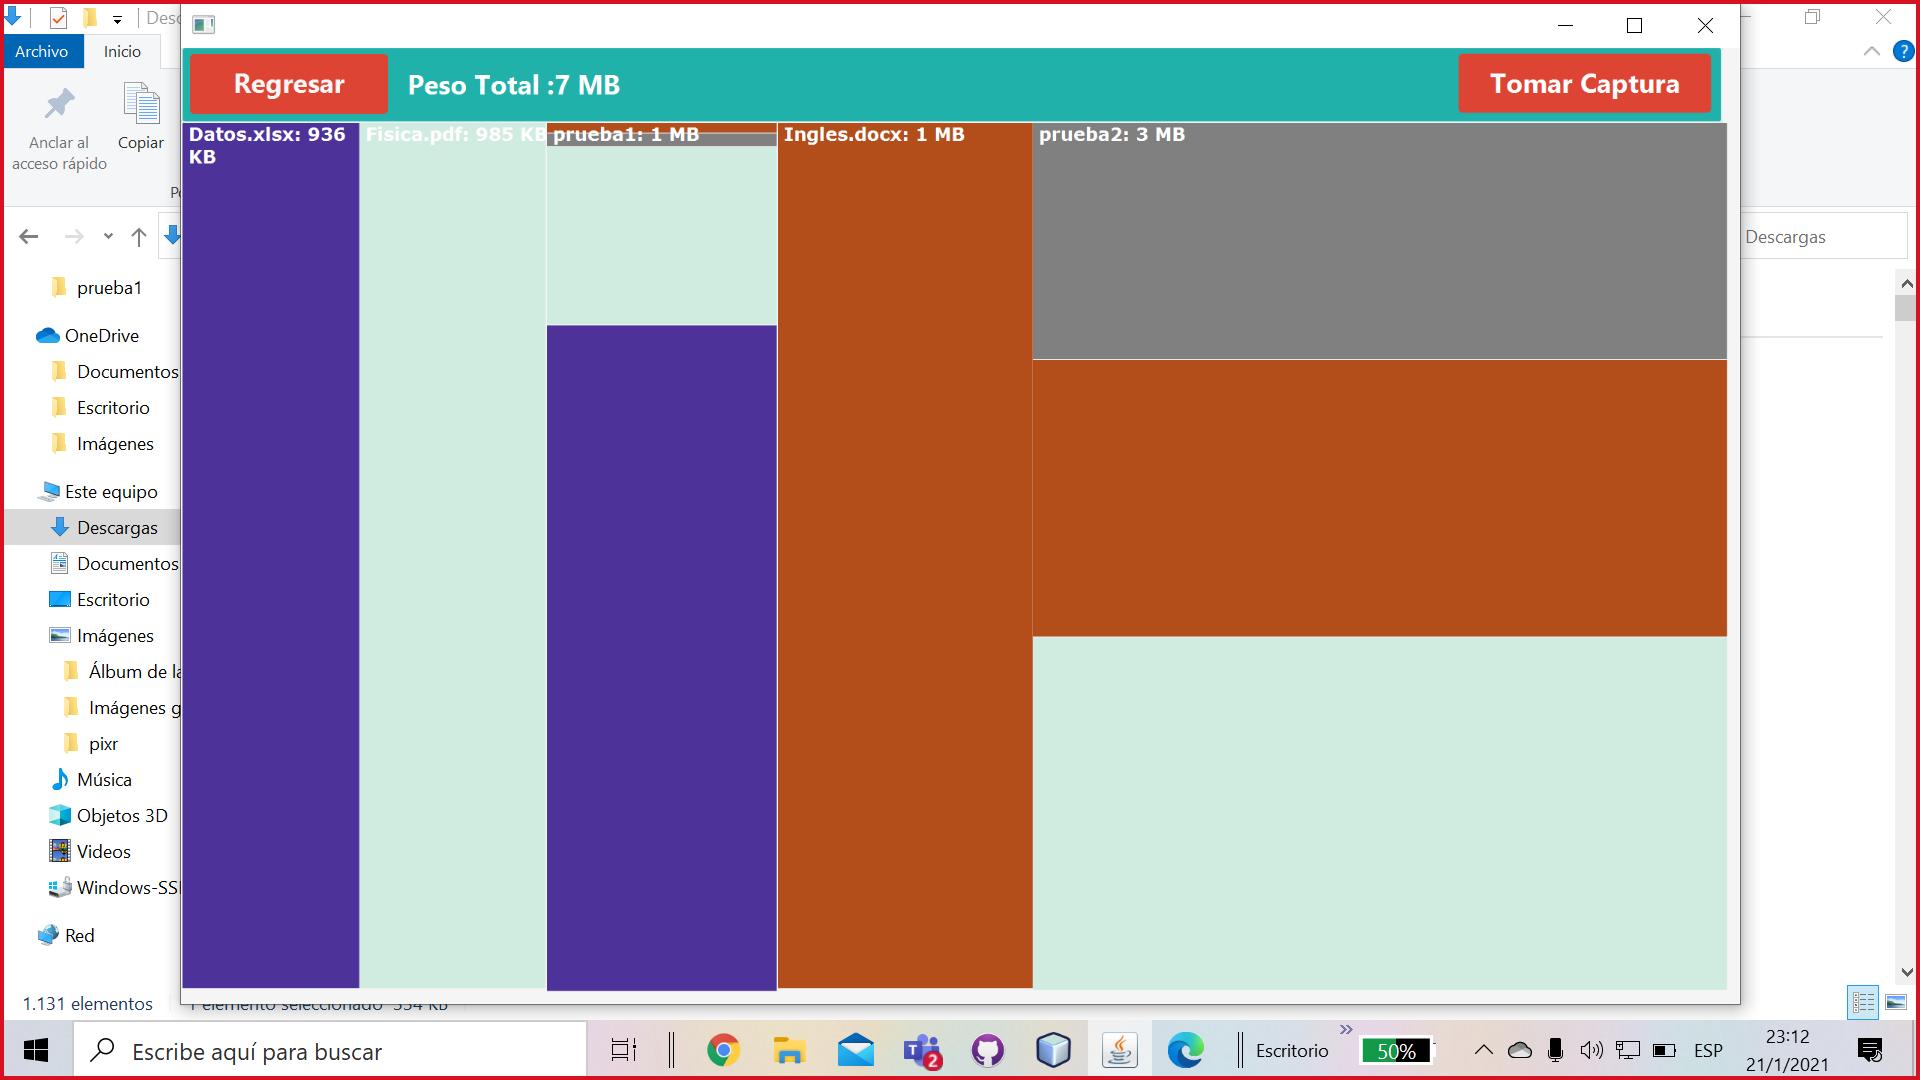 Desc
Archivo
Inicio
?
Regresar
Peso Total :7 MB
Tomar Captura
Anclar al
acceso rápido
Copiar
Datos.xlsx: 936
KB
Fisica.pdf: 985 KB
prueba1: 1 MB
Ingles.docx: 1 MB
prueba2: 3 MB
Descargas
prueba1
OneDrive
Documentos
Escritorio
Imágenes
Este equipo
Descargas
Documentos
Escritorio
Imágenes
Álbum de la
Imágenes g
pixr
Música
Objetos 3D
Videos
Windows-SSI
Red
1.131 elementos
1 elemento seleccionado 554 KB
Escribe aquí para buscar
2
Escritorio
50%
ESP
23:12
21/1/2021